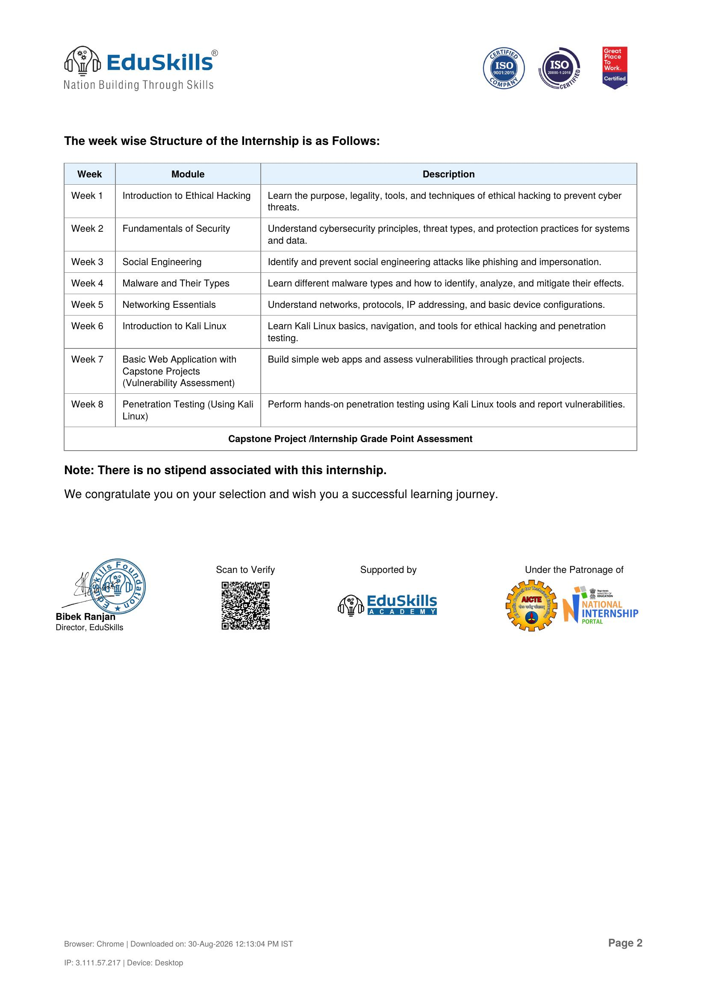 EduSkills®
Nation Building Through Skills
CERTIFIED
ISO
9001:2015
COMPANY
ISO
20000-1:2018
CERTIFIED
Great
Place
To
Work.
Certified
The week wise Structure of the Internship is as Follows:
Week Module Description
Week 1 Introduction to Ethical Hacking Learn the purpose, legality, tools, and techniques of ethical hacking to prevent cyber
threats.
Week 2 Fundamentals of Security Understand cybersecurity principles, threat types, and protection practices for systems
and data.
Week 3 Social Engineering Identify and prevent social engineering attacks like phishing and impersonation.
Week 4 Malware and Their Types Learn different malware types and how to identify, analyze, and mitigate their effects.
Week 5 Networking Essentials Understand networks, protocols, IP addressing, and basic device configurations.
Week 6 Introduction to Kali Linux Learn Kali Linux basics, navigation, and tools for ethical hacking and penetration
testing.
Week 7 Basic Web Application with Build simple web apps and assess vulnerabilities through practical projects.
Capstone Projects
(Vulnerability Assessment)
Week 8 Penetration Testing (Using Kali Perform hands-on penetration testing using Kali Linux tools and report vulnerabilities.
Linux)
Capstone Project /Internship Grade Point Assessment
Note: There is no stipend associated with this internship.
We congratulate you on your selection and wish you a successful learning journey.
EduSkills Foundation
Bibek Ranjan
Director, EduSkills
Scan to Verify
Supported by
EduSkills
ACADEMY
Under the Patronage of
All India Council for Technical Education
AICTE
MINISTRY OF
EDUCATION
NATIONAL
INTERNSHIP
PORTAL
Browser: Chrome | Downloaded on: 30-Aug-2026 12:13:04 PM IST
Page 2
IP: 3.111.57.217 | Device: Desktop